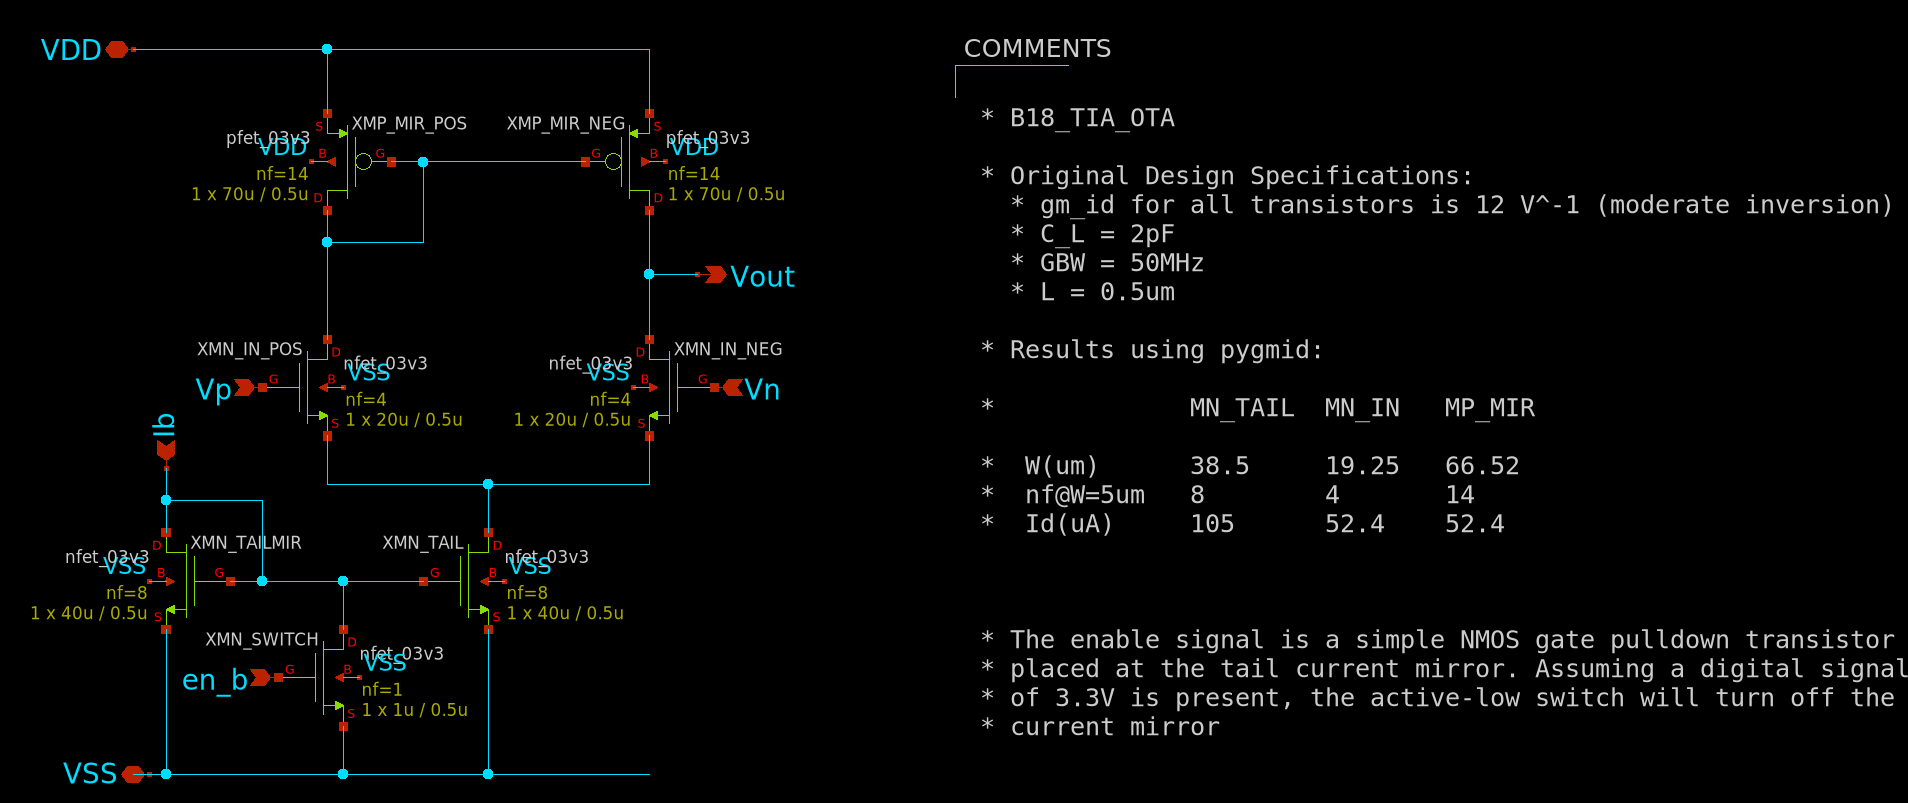 VDD
XMP_MIR_POS
pfet_03v3
VDD
S
B
G
D
nf=14
1 x 70u / 0.5u
XMP_MIR_NEG
pfet_03v3
VDD
S
B
G
D
nf=14
1 x 70u / 0.5u
Vout
XMN_IN_POS
nfet_03v3
VSS
D
B
G
S
nf=4
1 x 20u / 0.5u
Vp
XMN_IN_NEG
nfet_03v3
VSS
D
B
G
S
nf=4
1 x 20u / 0.5u
Vn
Ib
XMN_TAILMIR
nfet_03v3
VSS
D
B
G
S
nf=8
1 x 40u / 0.5u
XMN_TAIL
nfet_03v3
VSS
D
B
G
S
nf=8
1 x 40u / 0.5u
XMN_SWITCH
nfet_03v3
VSS
D
B
G
S
nf=1
1 x 1u / 0.5u
en_b
VSS
COMMENTS
* B18_TIA_OTA
* Original Design Specifications:
* gm_id for all transistors is 12 V^-1 (moderate inversion)
* C_L = 2pF
* GBW = 50MHz
* L = 0.5um
* Results using pygmid:
* MN_TAIL MN_IN MP_MIR
* W(um) 38.5 19.25 66.52
* nf@W=5um 8 4 14
* Id(uA) 105 52.4 52.4
* The enable signal is a simple NMOS gate pulldown transistor
* placed at the tail current mirror. Assuming a digital signal
* of 3.3V is present, the active-low switch will turn off the
* current mirror